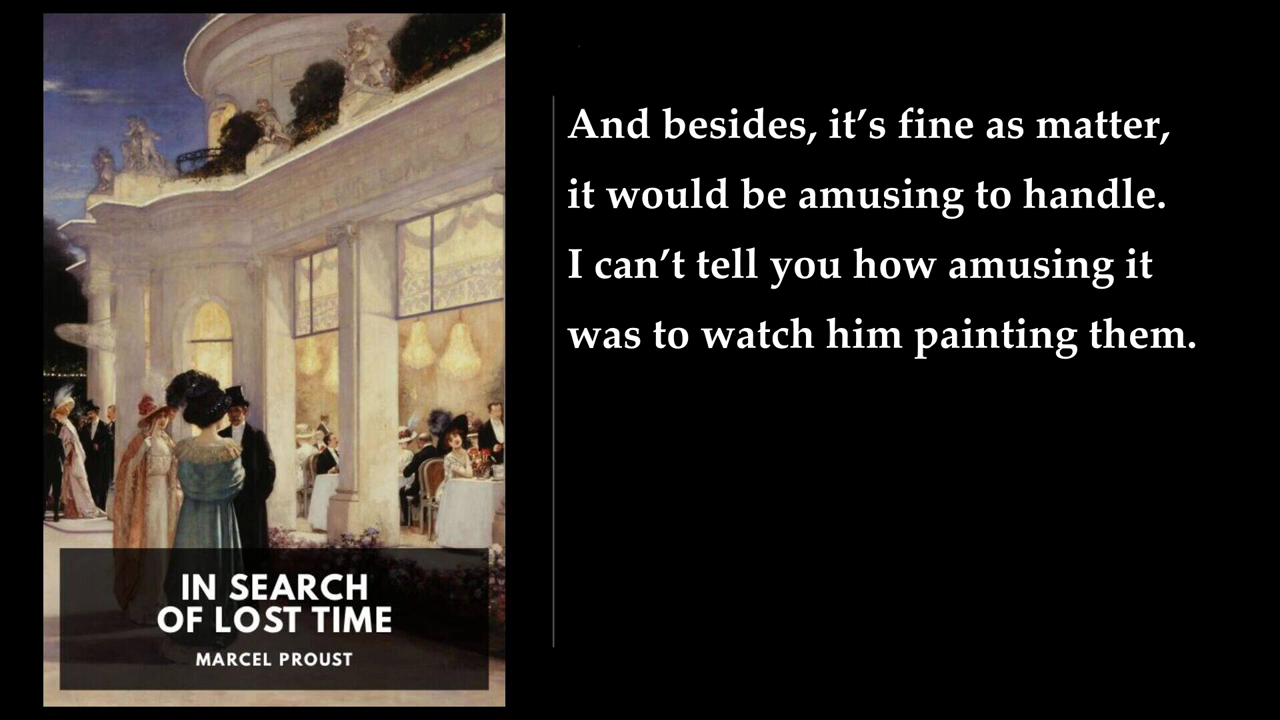 And besides, it’s fine as matter,
it would be amusing to handle.
I can’t tell you how amusing it
was to watch him painting them.
IN SEARCH
OF LOST TIME
MARCEL PROUST